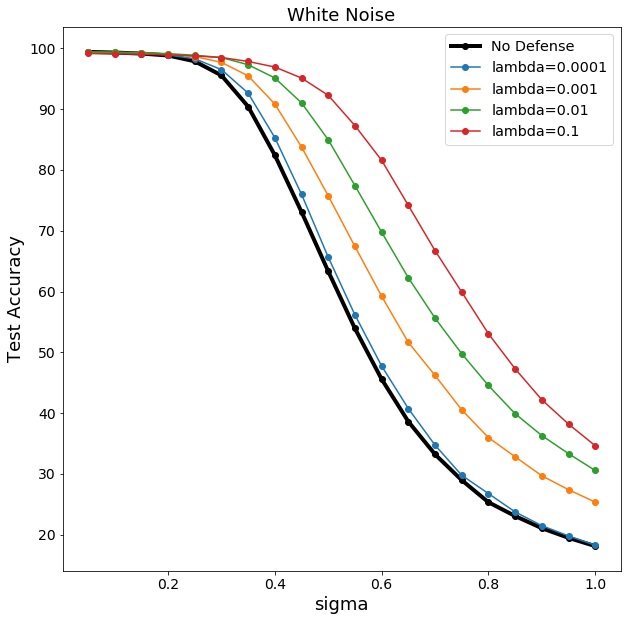 White Noise
No Defense
lambda=0.0001
lambda=0.001
lambda=0.01
lambda=0.1
Test Accuracy
100
90
80
70
60
50
40
30
20
0.2 0.4 0.6 0.8 1.0
sigma